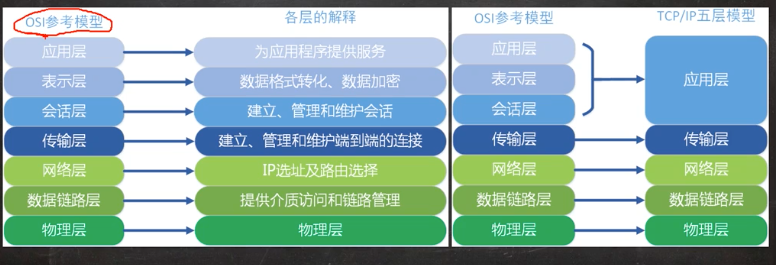 OSI参考模型
各层的解释
应用层
为应用程序提供服务
表示层
数据格式转化、数据加密
会话层
建立、管理和维护会话
传输层
建立、管理和维护端到端的连接
网络层
IP选址及路由选择
数据链路层
提供介质访问和链路管理
物理层
物理层
OSI参考模型
TCP/IP五层模型
应用层
表示层
会话层
应用层
传输层
传输层
网络层
网络层
数据链路层
数据链路层
物理层
物理层